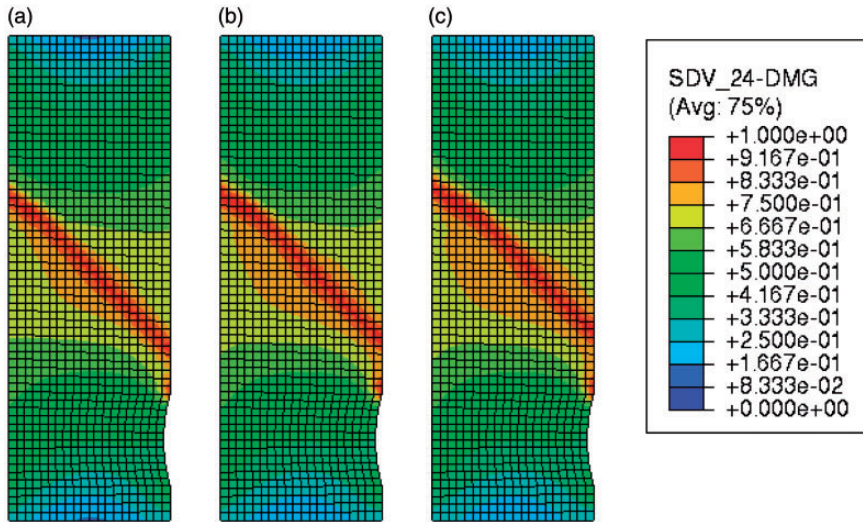 (a)
(b)
(c)
SDV_24-DMG
(Avg: 75%)
+1.000e+00
+9.167e-01
+8.333e-01
+7.500e-01
+6.667e-01
+5.833e-01
+5.000e-01
+4.167e-01
+3.333e-01
+2.500e-01
+1.667e-01
+8.333e-02
+0.000e+00